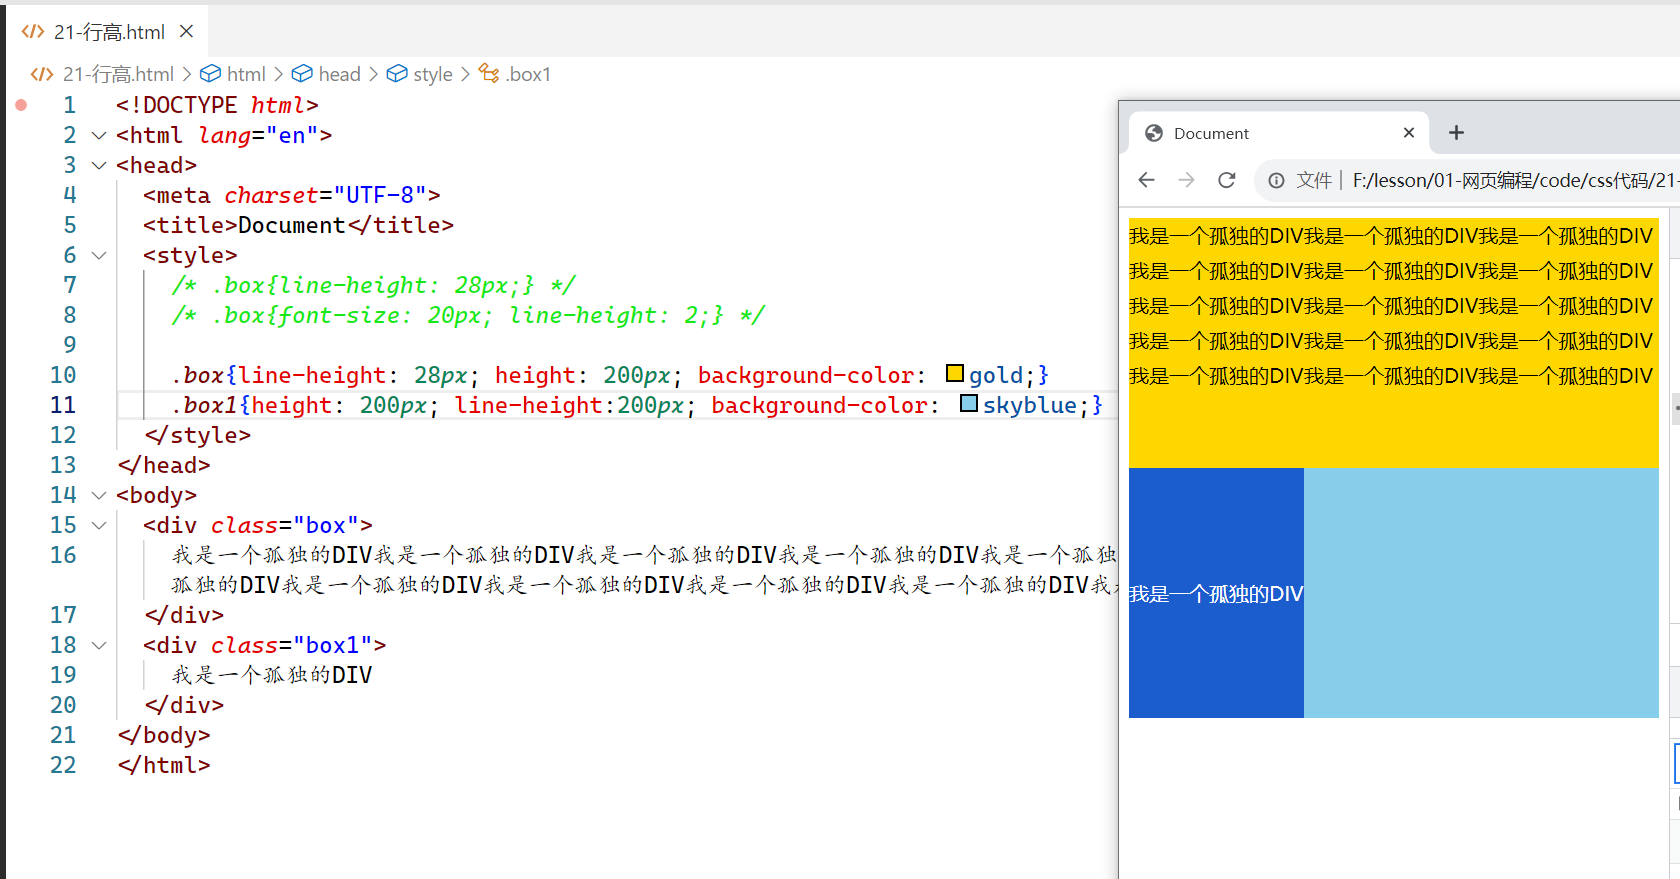 21-行高.html
21-行高.html > html > head > style > .box1
1 <!DOCTYPE html>
2 <html lang="en">
3 <head>
4 <meta charset="UTF-8">
5 <title>Document</title>
6 <style>
7 /* .box{line-height: 28px;} */
8 /* .box{font-size: 20px; line-height: 2;} */
9
10 .box{line-height: 28px; height: 200px; background-color: gold;}
11 .box1{height: 200px; line-height:200px; background-color: skyblue;}
12 </style>
13 </head>
14 <body>
15 <div class="box">
16 我是一个孤独的DIV我是一个孤独的DIV我是一个孤独的DIV我是一个孤独的DIV我是一个孤独
孤独的DIV我是一个孤独的DIV我是一个孤独的DIV我是一个孤独的DIV我是一个孤独的DIV我
17 </div>
18 <div class="box1">
19 我是一个孤独的DIV
20 </div>
21 </body>
22 </html>
Document
文件 | F:/lesson/01-网页编程/code/css代码/21-
我是一个孤独的DIV我是一个孤独的DIV我是一个孤独的DIV
我是一个孤独的DIV我是一个孤独的DIV我是一个孤独的DIV
我是一个孤独的DIV我是一个孤独的DIV我是一个孤独的DIV
我是一个孤独的DIV我是一个孤独的DIV我是一个孤独的DIV
我是一个孤独的DIV我是一个孤独的DIV我是一个孤独的DIV
我是一个孤独的DIV